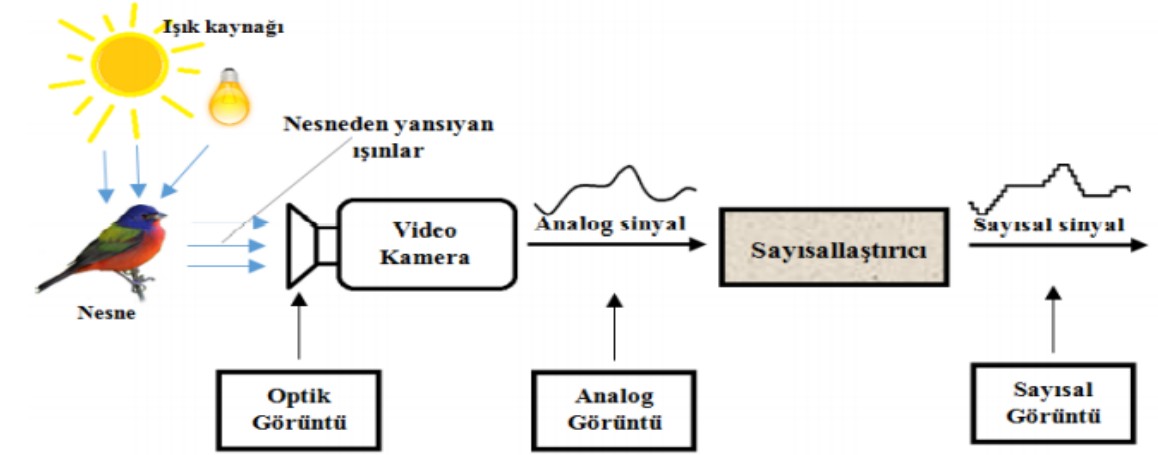 Işık kaynağı
Nesneden yansıyan
ışınlar
Nesne
Video
Kamera
Analog sinyal
Sayısallaştırıcı
Sayısal sinyal
Optik
Görüntü
Analog
Görüntü
Sayısal
Görüntü